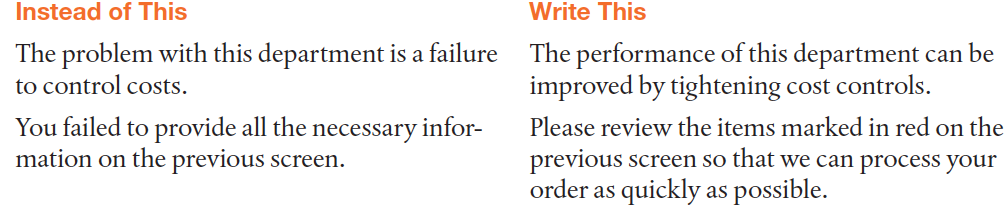 Instead of This
The problem with this department is a failure
to control costs.
You failed to provide all the necessary infor-
mation on the previous screen.
Write This
The performance of this department can be
improved by tightening cost controls.
Please review the items marked in red on the
previous screen so that we can process your
order as quickly as possible.